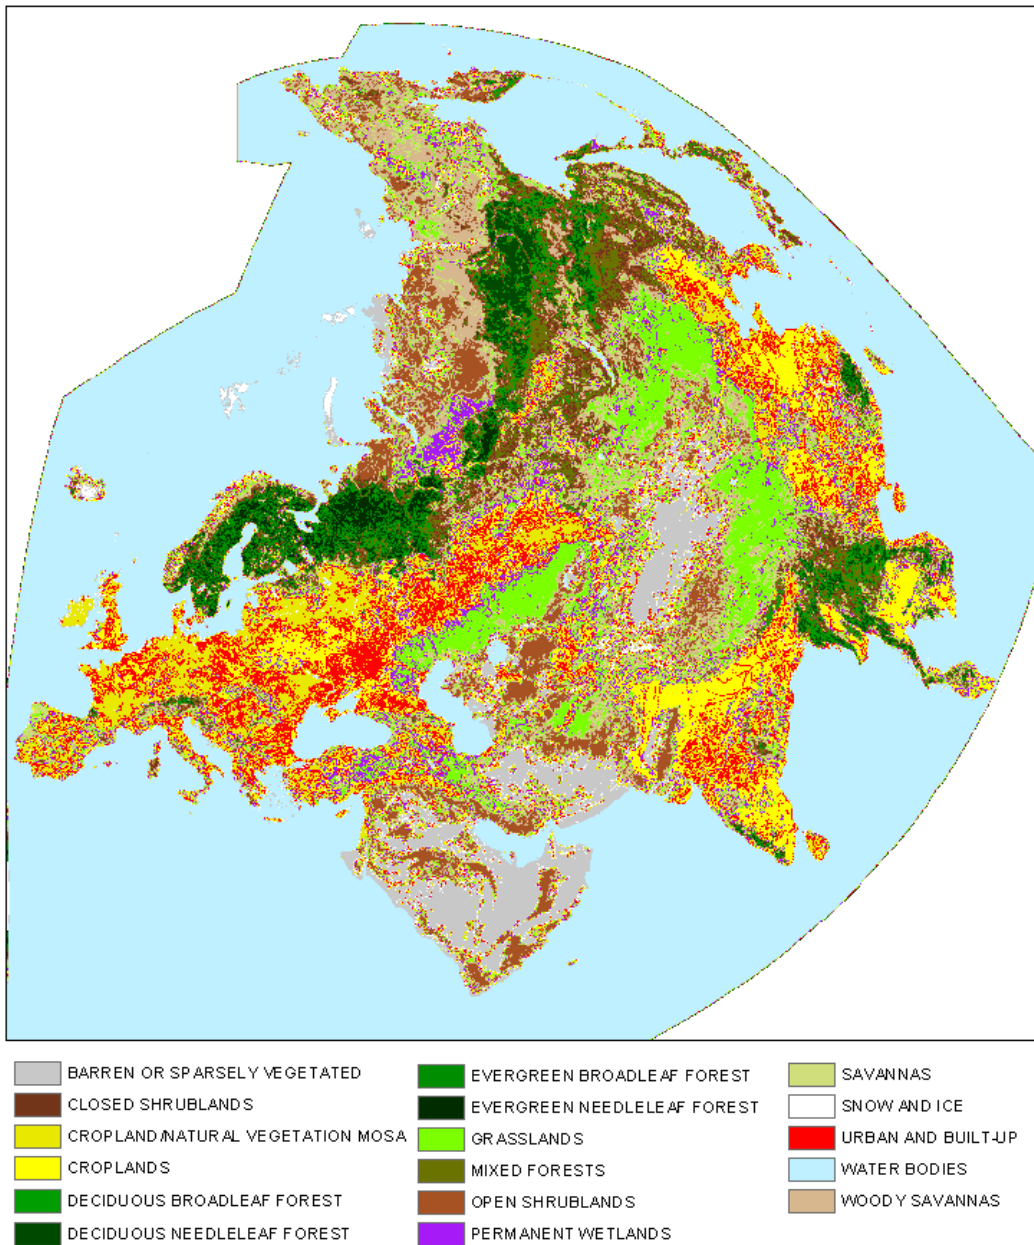 BARREN OR SPARSELY VEGETATED
CLOSED SHRUBLANDS
CROPLAND/NATURAL VEGETATION MOSA
CROPLANDS
DECIDUOUS BROADLEAF FOREST
DECIDUOUS NEEDLELEAF FOREST
EVERGREEN BROADLEAF FOREST
EVERGREEN NEEDLELEAF FOREST
GRASSLANDS
MIXED FORESTS
OPEN SHRUBLANDS
PERMANENT WETLANDS
SAVANNAS
SNOW AND ICE
URBAN AND BUILT-UP
WATER BODIES
WOODY SAVANNAS